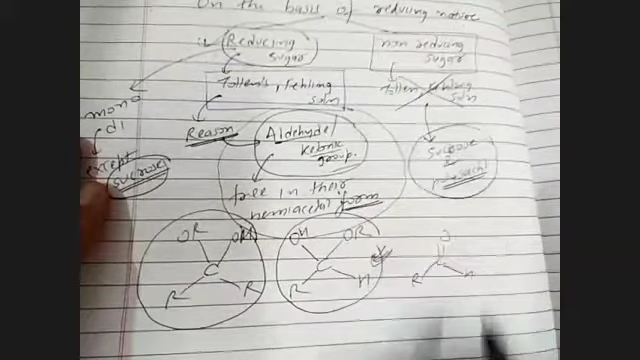 On the basis of reducing nature
Reducing sugar
non reducing sugar
Tollen's, fehling soln
Tollen, fehling soln
mono
di
except
sucrose
Reason
Aldehyde/
Ketonic
group.
free in their
hemiacetal form
sucrose
&
OR OH
C
R R
OH OR
C
R H
O
C
R H